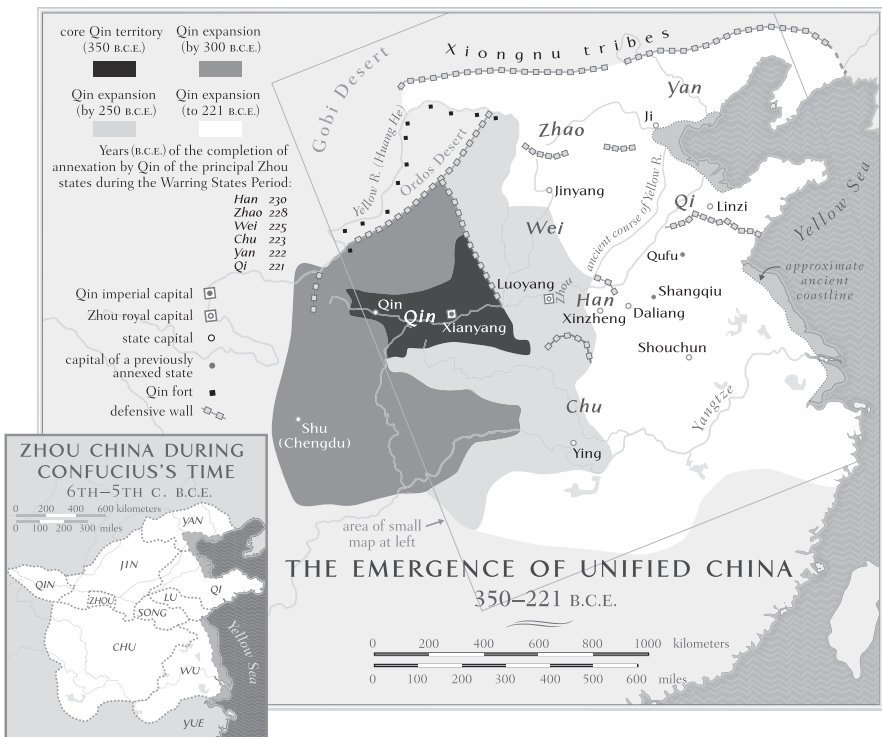 core Qin territory
(350 B.C.E.)
Qin expansion
(by 300 B.C.E.)
Qin expansion
(by 250 B.C.E.)
Qin expansion
(to 221 B.C.E.)
Years (B.C.E.) of the completion of
annexation by Qin of the principal Zhou
states during the Warring States Period:
Han 230
Zhao 228
Wei 225
Chu 223
Yan 222
Qi 221
Qin imperial capital
Zhou royal capital
state capital
capital of a previously
annexed state
Qin fort
defensive wall
Xiongnu tribes
Gobi Desert
Yellow R. (Huang He)
Ordos Desert
Yan
Ji
Zhao
Jinyang
ancient course of Yellow R.
Qi
Linzi
Yellow Sea
Wei
Qufu
approximate
ancient
coastline
Luoyang
Zhou
Han
Shangqiu
Xinzheng
Daliang
Qin
Qin
Xianyang
Shouchun
Chu
Yangtze
Shu
(Chengdu)
Ying
area of small
map at left
THE EMERGENCE OF UNIFIED CHINA
350–221 B.C.E.
0 200 400 600 800 1000 kilometers
0 100 200 300 400 500 600 miles
ZHOU CHINA DURING
CONFUCIUS'S TIME
6TH–5TH C. B.C.E.
0 200 400 600 kilometers
0 100 200 300 miles
YAN
JIN
QIN
ZHOU
LU
QI
SONG
CHU
WU
Yellow Sea
YUE